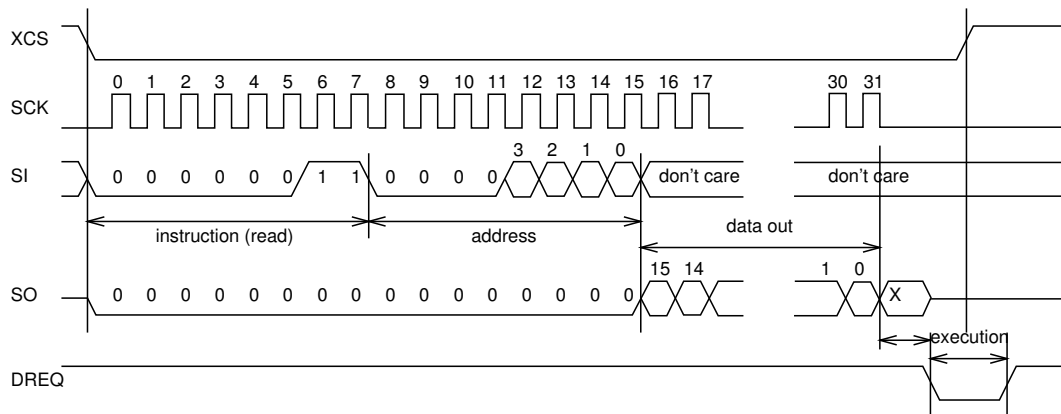 XCS
0 1 2 3 4 5 6 7 8 9 10 11 12 13 14 15 16 17 30 31
SCK
3 2 1 0
SI 0 0 0 0 0 0 1 1 0 0 0 0 don't care don't care
instruction (read) address data out
15 14 1 0
SO 0 0 0 0 0 0 0 0 0 0 0 0 0 0 0 0 X
execution
DREQ